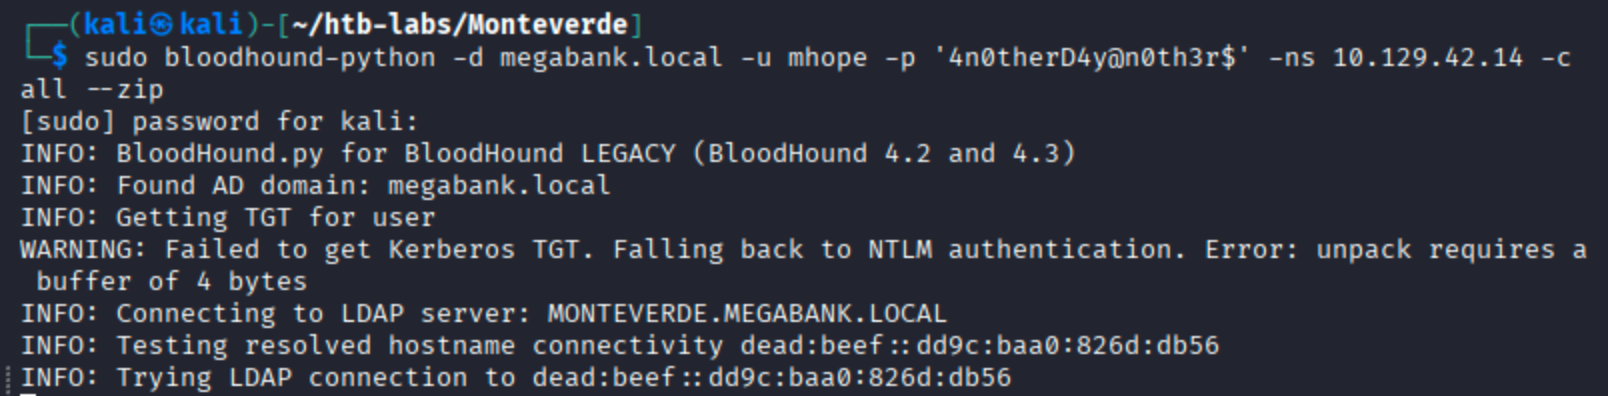 ┌──(kali㉿kali)-[~/htb-labs/Monteverde]
└─$ sudo bloodhound-python -d megabank.local -u mhope -p '4n0therD4y@n0th3r$' -ns 10.129.42.14 -c
all --zip
[sudo] password for kali:
INFO: BloodHound.py for BloodHound LEGACY (BloodHound 4.2 and 4.3)
INFO: Found AD domain: megabank.local
INFO: Getting TGT for user
WARNING: Failed to get Kerberos TGT. Falling back to NTLM authentication. Error: unpack requires a
 buffer of 4 bytes
INFO: Connecting to LDAP server: MONTEVERDE.MEGABANK.LOCAL
INFO: Testing resolved hostname connectivity dead:beef::dd9c:baa0:826d:db56
INFO: Trying LDAP connection to dead:beef::dd9c:baa0:826d:db56